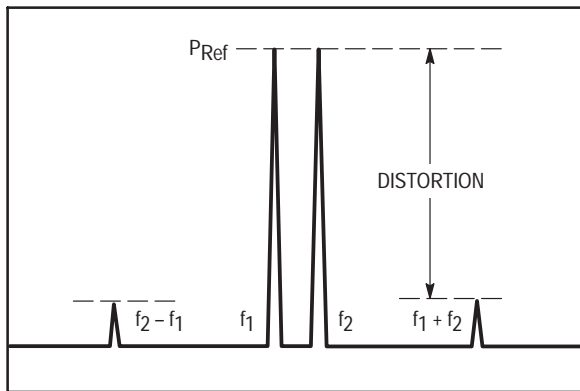 PRef
DISTORTION
f2 – f1
f1
f2
f1 + f2